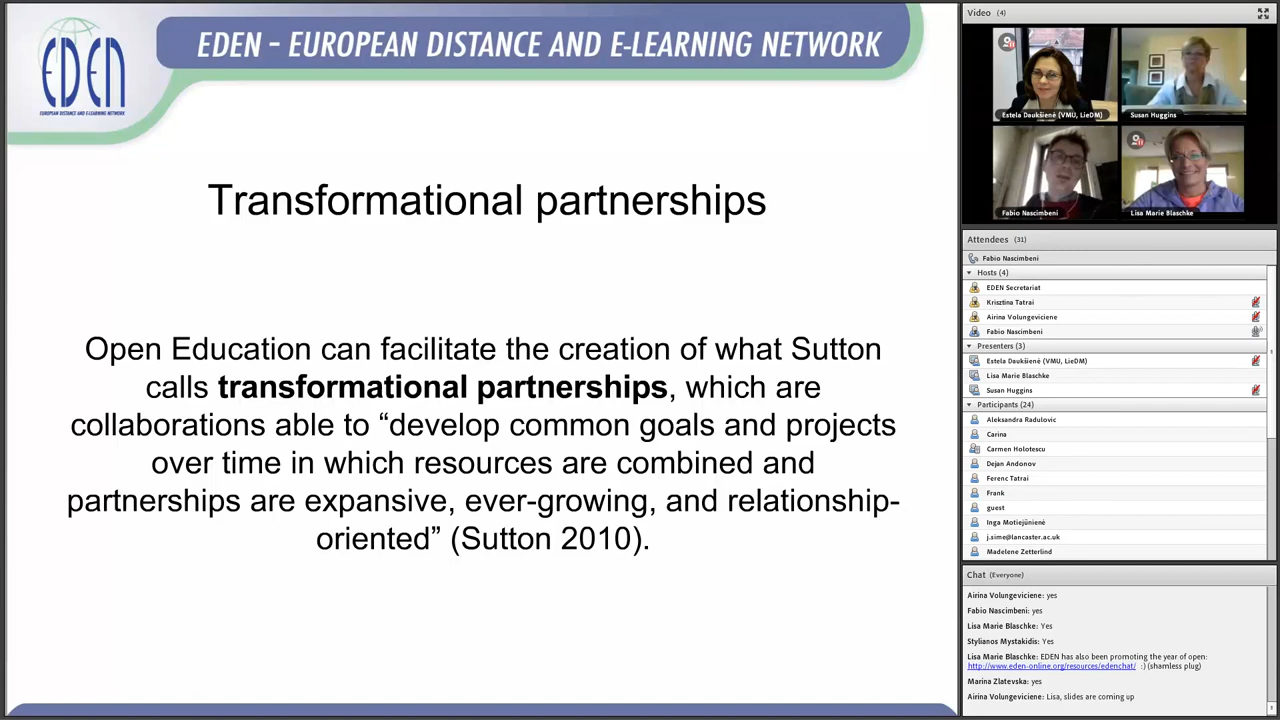 EDEN
EUROPEAN DISTANCE AND E-LEARNING NETWORK
EDEN – EUROPEAN DISTANCE AND E-LEARNING NETWORK
Transformational partnerships
Open Education can facilitate the creation of what Sutton
calls transformational partnerships, which are
collaborations able to “develop common goals and projects
over time in which resources are combined and
partnerships are expansive, ever-growing, and relationship-
oriented” (Sutton 2010).
Video (4)
Estela Daukšienė (VMU, LieDM)
Susan Huggins
Fabio Nascimbeni
Lisa Marie Blaschke
Attendees (31)
Fabio Nascimbeni
Hosts (4)
EDEN Secretariat
Krisztina Tatrai
Airina Volungeviciene
Fabio Nascimbeni
Presenters (3)
Estela Daukšienė (VMU, LieDM)
Lisa Marie Blaschke
Susan Huggins
Participants (24)
Aleksandra Radulovic
Carina
Carmen Holotescu
Dejan Andonov
Ferenc Tatrai
Frank
guest
Inga Motiejūnienė
j.sime@lancaster.ac.uk
Madelene Zetterlind
Chat (Everyone)
Airina Volungeviciene: yes
Fabio Nascimbeni: yes
Lisa Marie Blaschke: Yes
Stylianos Mystakidis: Yes
Lisa Marie Blaschke: EDEN has also been promoting the year of open:
http://www.eden-online.org/resources/edenchat/ :) (shamless plug)
Marina Zlatevska: yes
Airina Volungeviciene: Lisa, slides are coming up